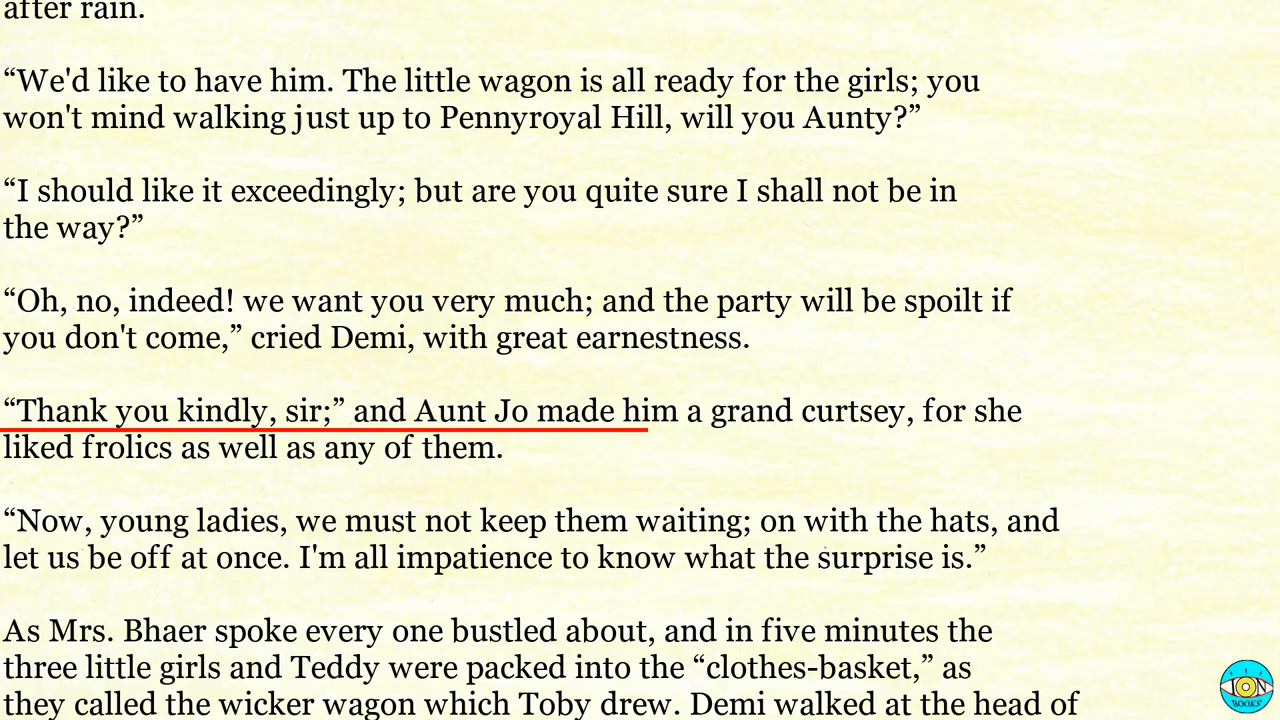 after rain.
“We'd like to have him. The little wagon is all ready for the girls; you
won't mind walking just up to Pennyroyal Hill, will you Aunty?”
“I should like it exceedingly; but are you quite sure I shall not be in
the way?”
“Oh, no, indeed! we want you very much; and the party will be spoilt if
you don't come,” cried Demi, with great earnestness.
“Thank you kindly, sir;” and Aunt Jo made him a grand curtsey, for she
liked frolics as well as any of them.
“Now, young ladies, we must not keep them waiting; on with the hats, and
let us be off at once. I'm all impatience to know what the surprise is.”
As Mrs. Bhaer spoke every one bustled about, and in five minutes the
three little girls and Teddy were packed into the “clothes-basket,” as
they called the wicker wagon which Toby drew. Demi walked at the head of
ION
BOOKS